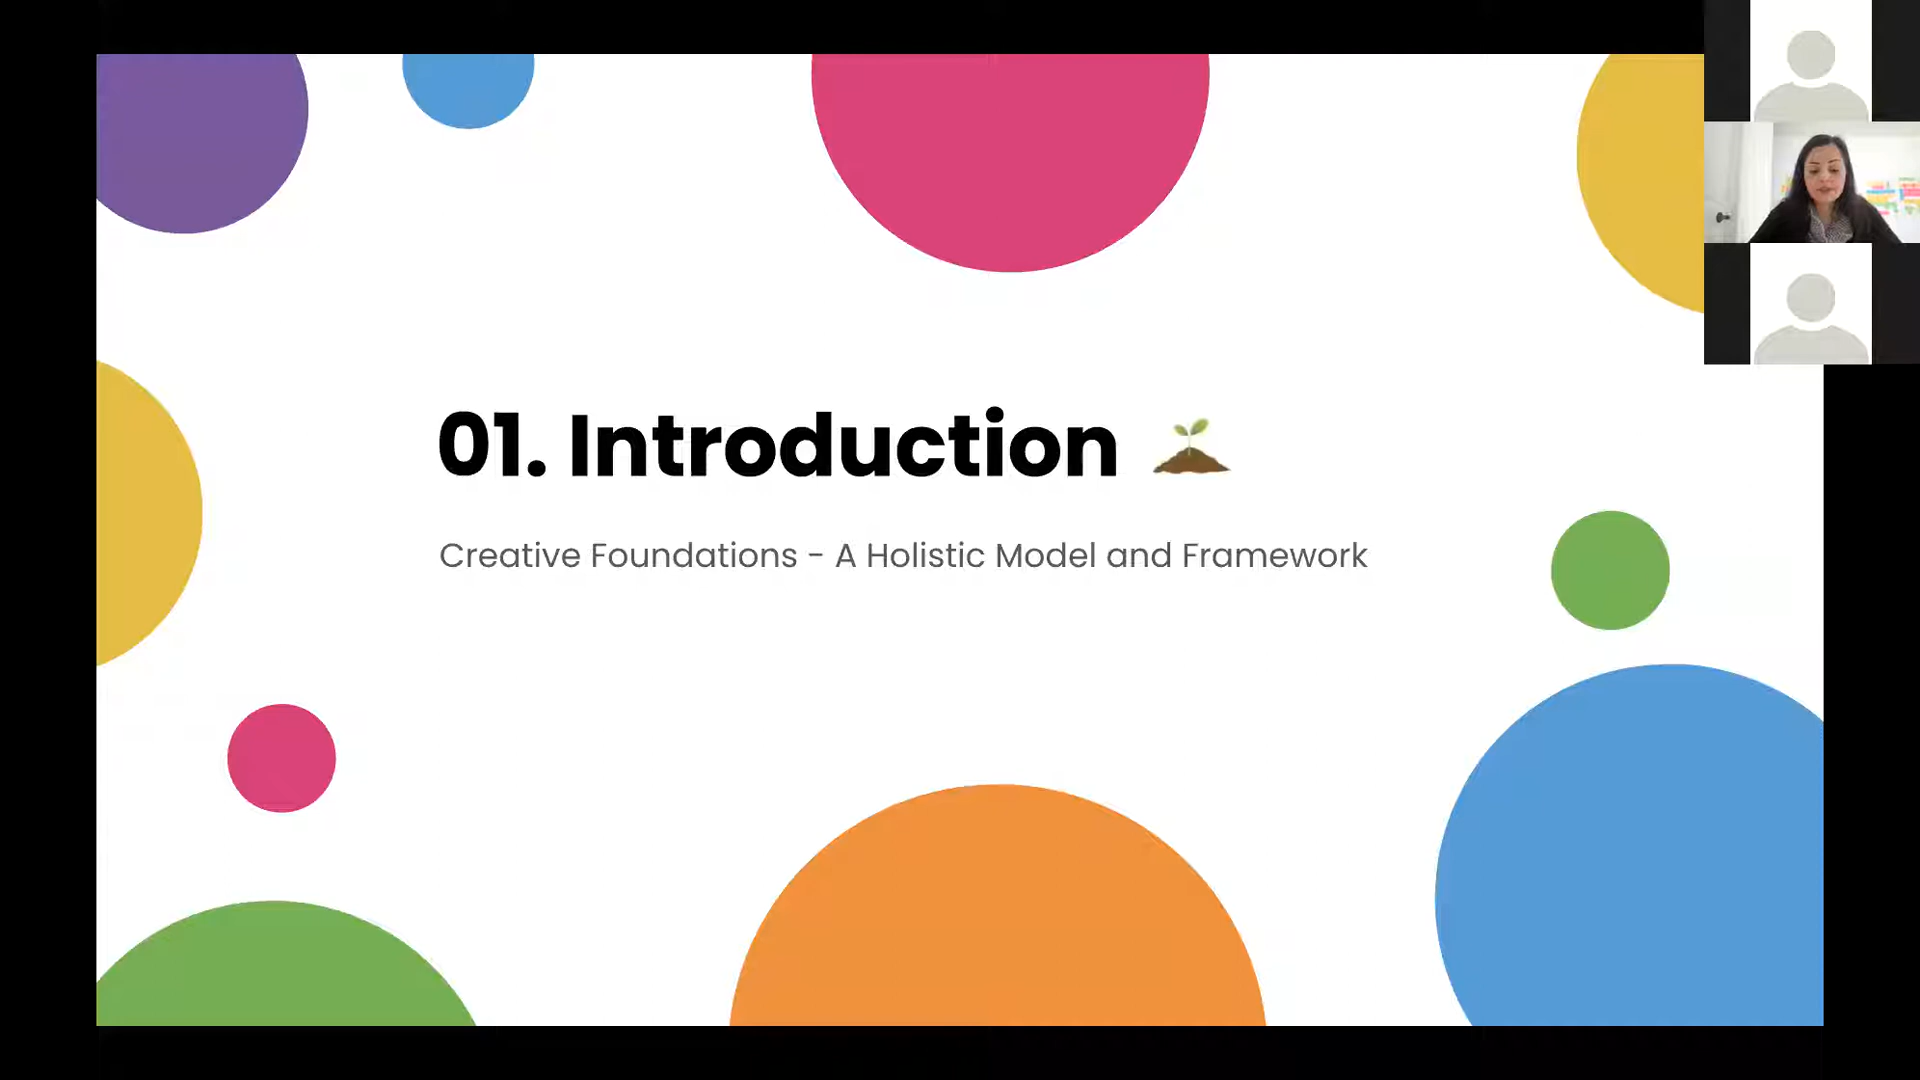 01. Introduction
Creative Foundations - A Holistic Model and Framework